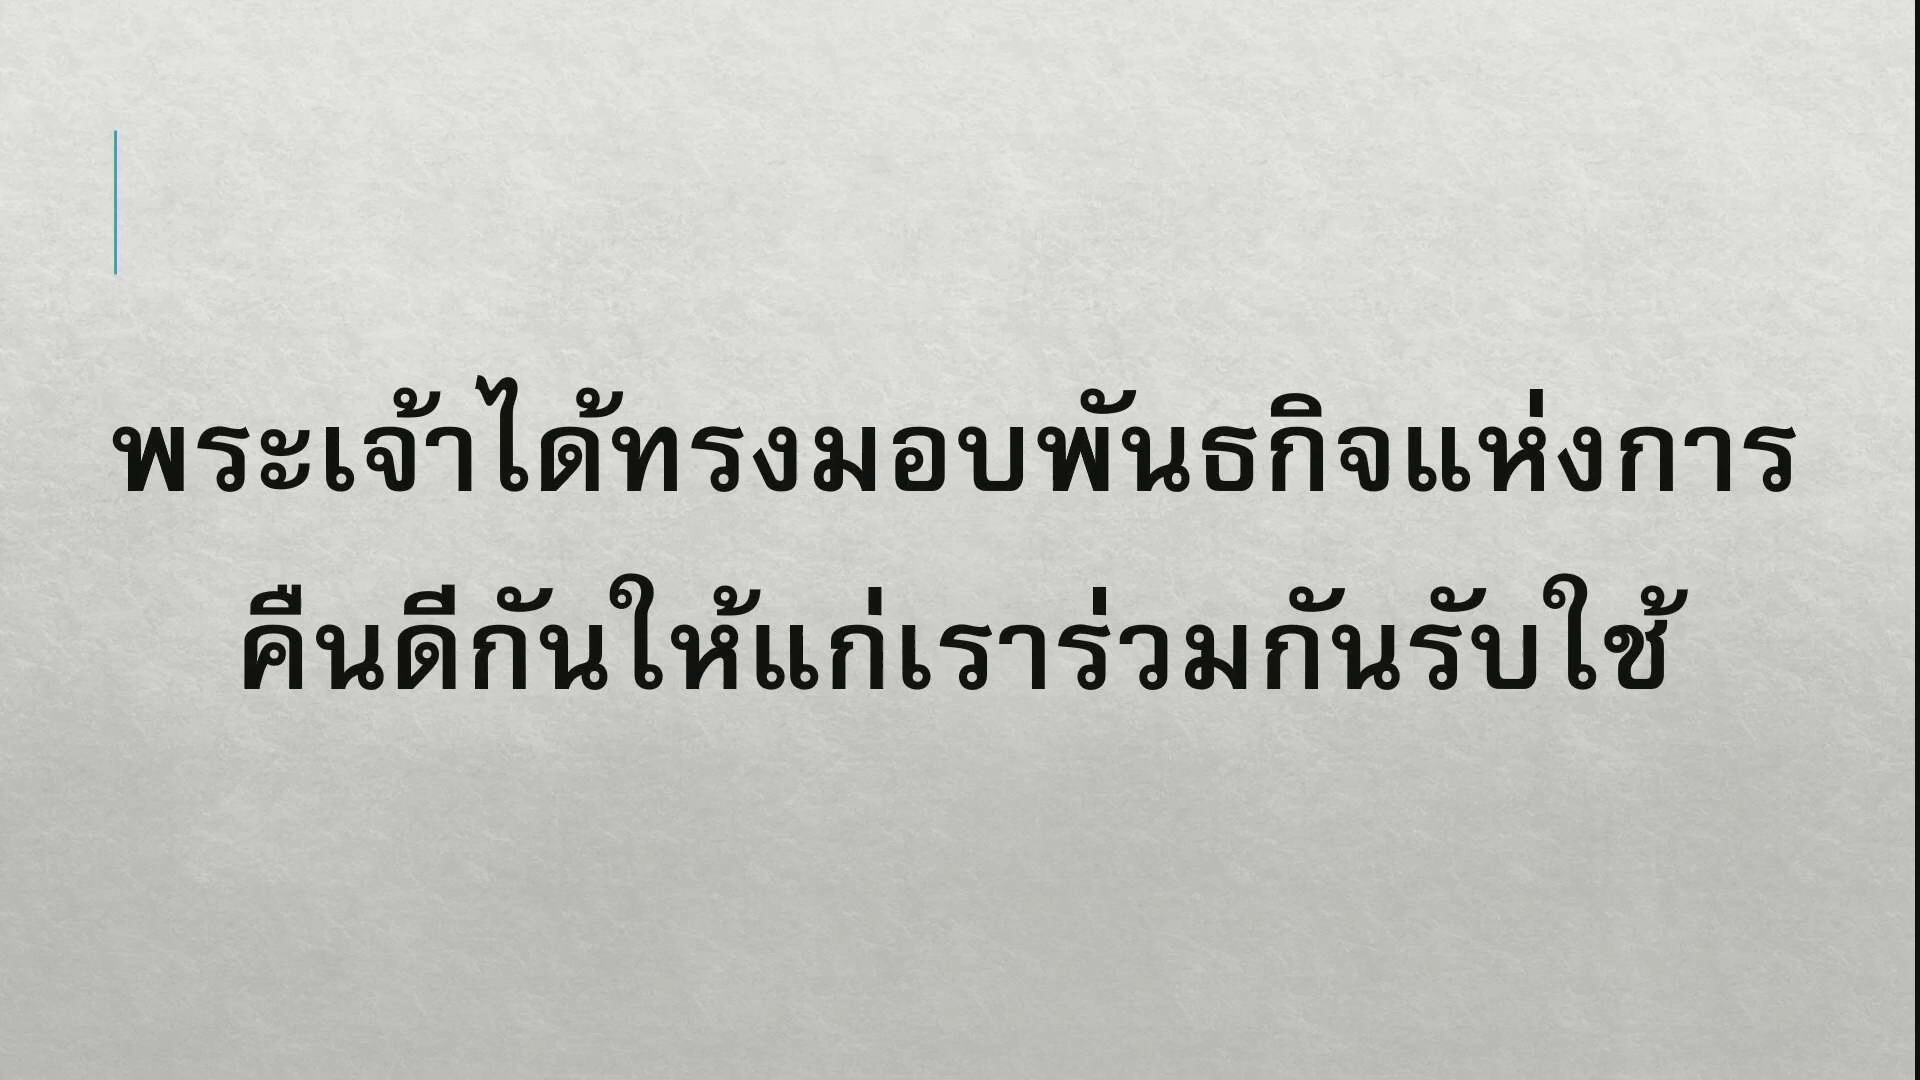 พระเจ้าได้ทรงมอบพันธกิจแห่งการ
คืนดีกันให้แก่เราร่วมกันรับใช้